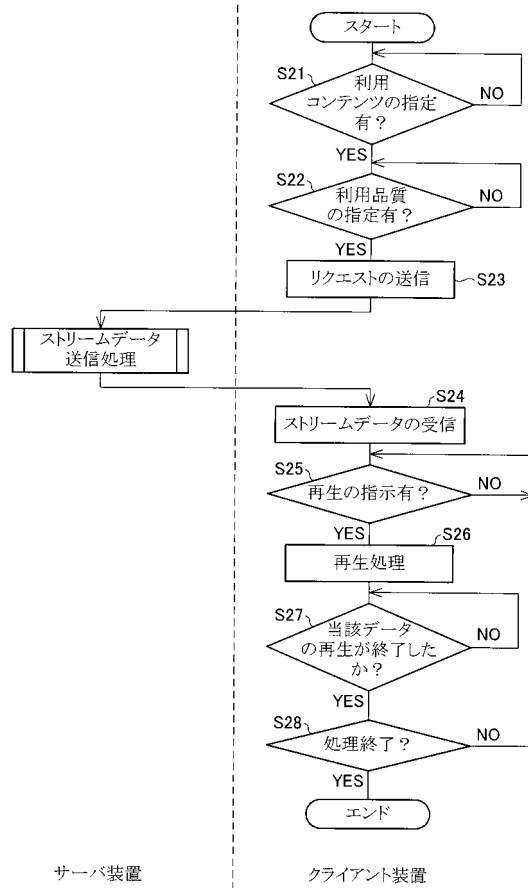 スタート
S21
利用
コンテンツの指定
有？
NO
YES
S22
利用品質
の指定有？
NO
YES
リクエストの送信
S23
ストリームデータ
送信処理
S24
ストリームデータの受信
S25
再生の指示有？
NO
YES
S26
再生処理
S27
当該データ
の再生が終了した
か？
NO
YES
S28
処理終了？
NO
YES
エンド
サーバ装置
クライアント装置